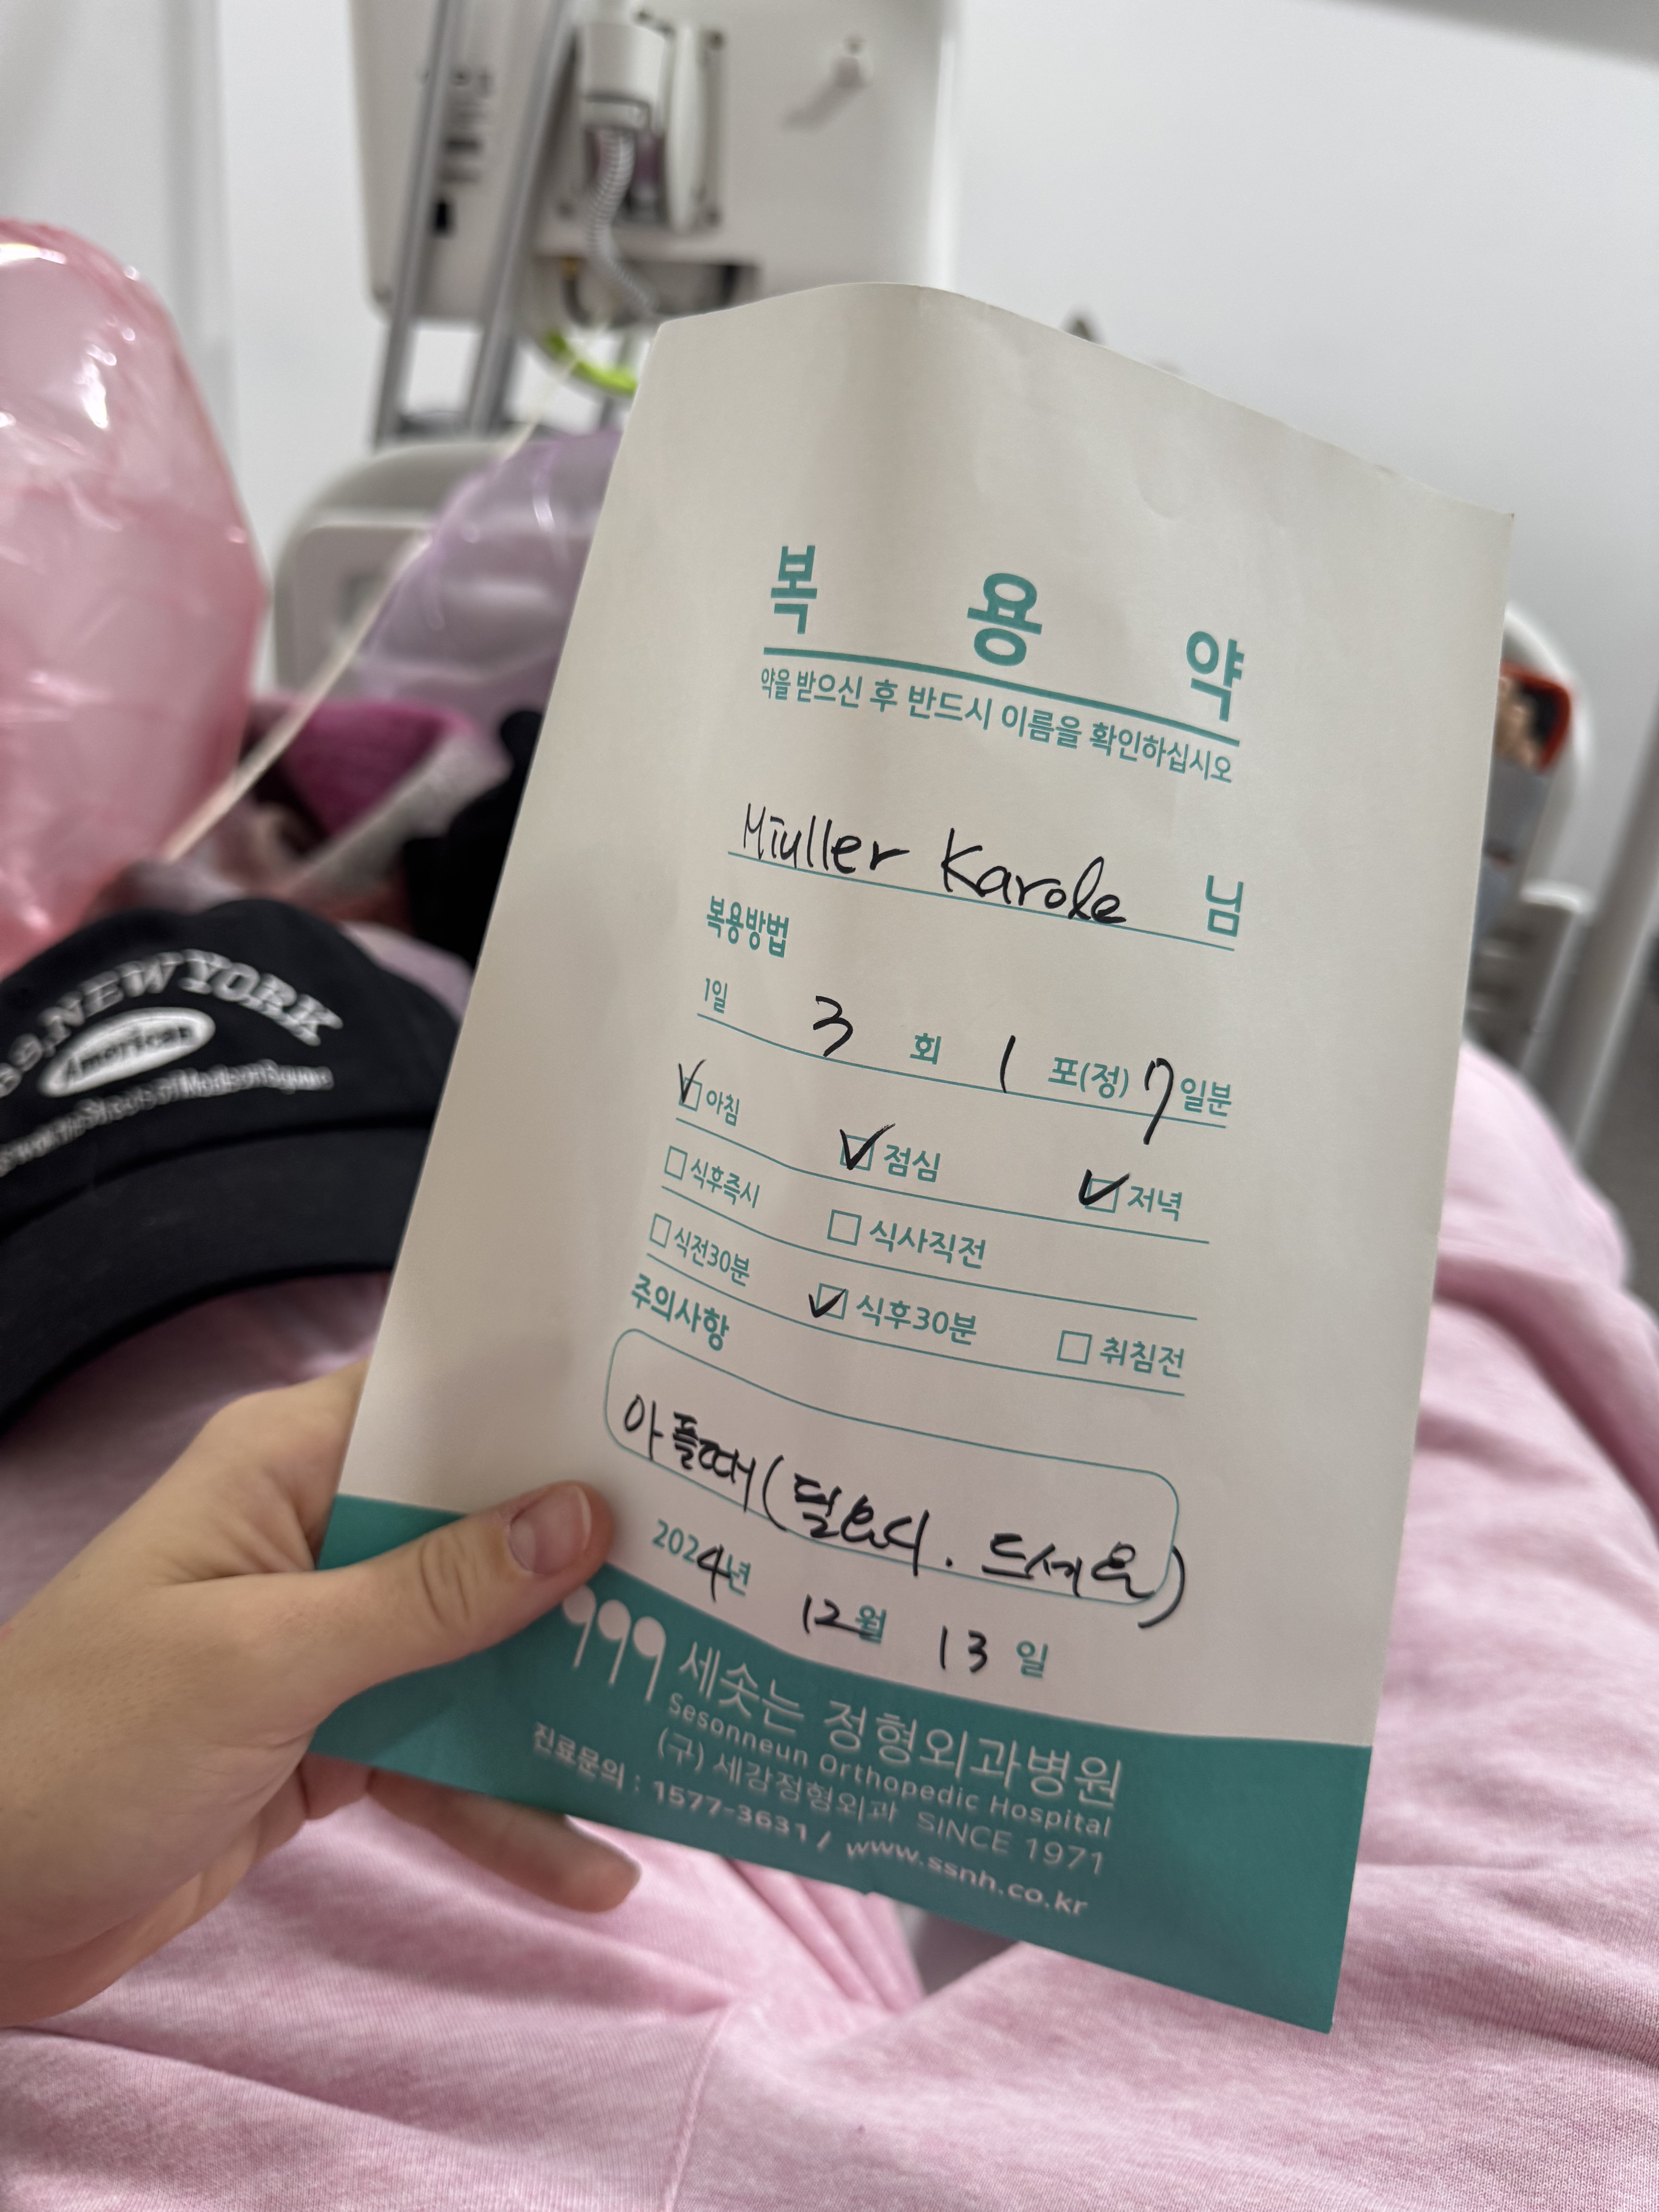 복 용 약
약을 받으신 후 반드시 이름을 확인하십시오
Miuller Karole 님
복용방법
1일 3 회 1 포(정) 7 일분
아침 점심 저녁
식후즉시 식사직전
식전30분 식후30분 취침전
주의사항
아플때 (필요시. 드세요)
2024년 12월 13일
세솟는 정형외과병원
Sesonneun Orthopedic Hospital
(구) 세강정형외과 SINCE 1971
진료문의 : 1577-3631 / www.ssnh.co.kr
NEW YORK
American